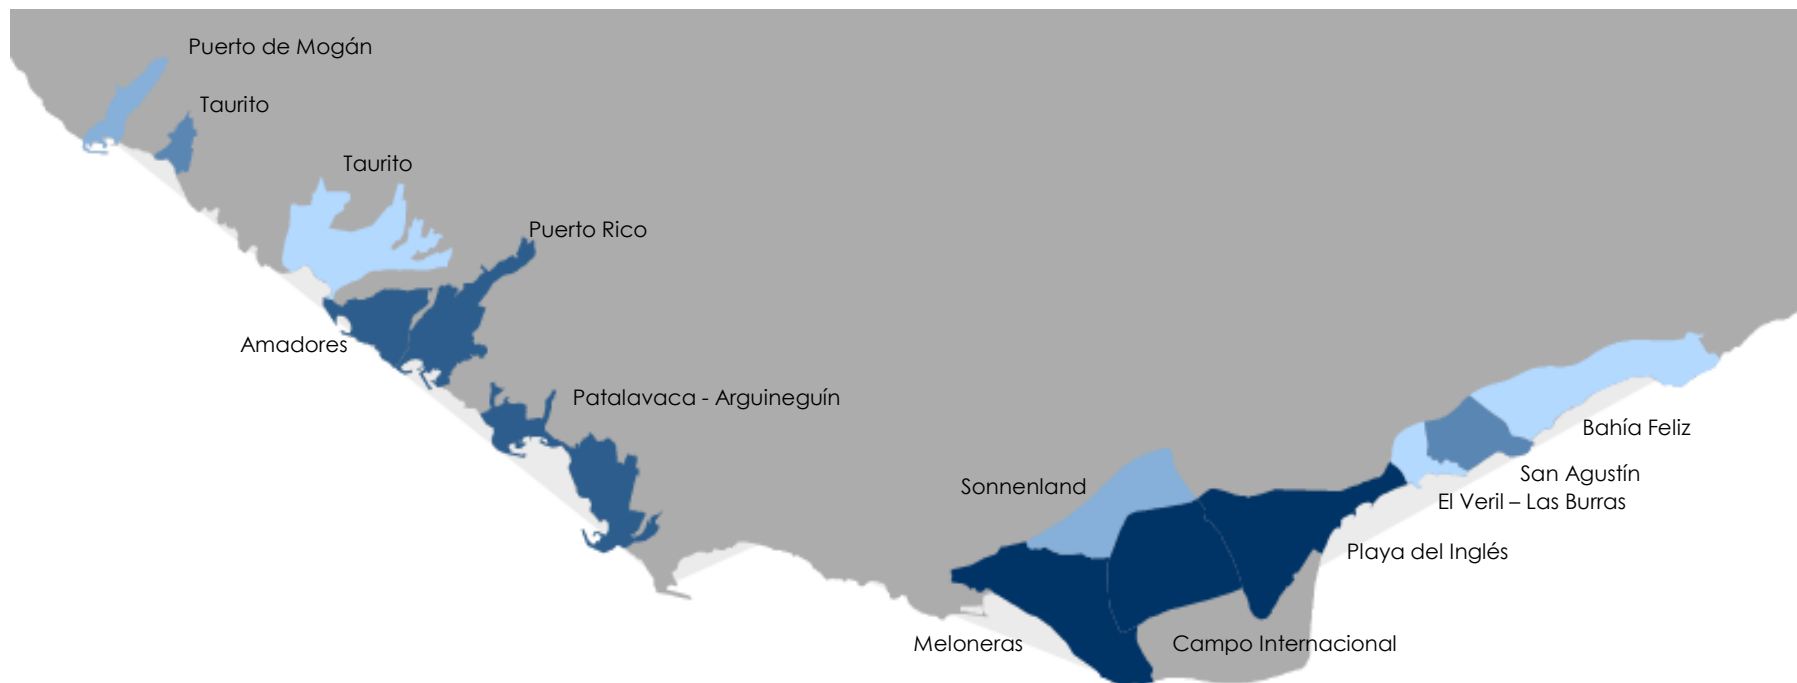 Puerto de Mogán
Taurito
Taurito
Puerto Rico
Amadores
Patalavaca - Arguineguín
Bahía Feliz
San Agustín
Sonnenland
El Veril – Las Burras
Playa del Inglés
Meloneras
Campo Internacional